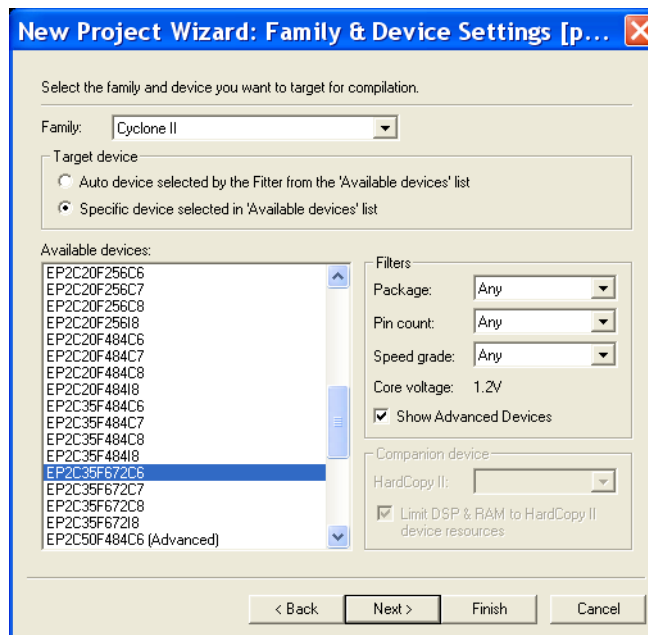 New Project Wizard: Family & Device Settings [p...
Select the family and device you want to target for compilation.
Family: Cyclone II
Target device
Auto device selected by the Fitter from the 'Available devices' list
Specific device selected in 'Available devices' list
Available devices:
EP2C20F256C6
EP2C20F256C7
EP2C20F256C8
EP2C20F256I8
EP2C20F484C6
EP2C20F484C7
EP2C20F484C8
EP2C20F484I8
EP2C35F484C6
EP2C35F484C7
EP2C35F484C8
EP2C35F484I8
EP2C35F672C6
EP2C35F672C7
EP2C35F672C8
EP2C35F672I8
EP2C50F484C6 (Advanced)
Filters
Package: Any
Pin count: Any
Speed grade: Any
Core voltage: 1.2V
Show Advanced Devices
Companion device
HardCopy II:
Limit DSP & RAM to HardCopy II
device resources
< Back
Next >
Finish
Cancel